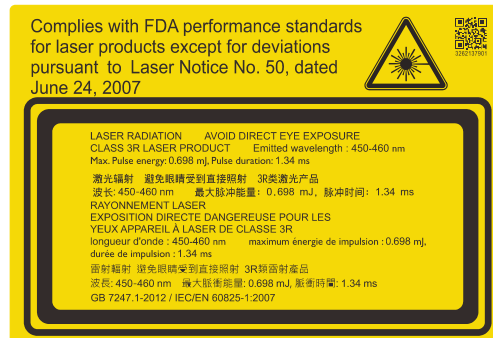 Complies with FDA performance standards
for laser products except for deviations
pursuant to Laser Notice No. 50, dated
June 24, 2007
3262137901
LASER RADIATION AVOID DIRECT EYE EXPOSURE
CLASS 3R LASER PRODUCT Emitted wavelength : 450-460 nm
Max. Pulse energy: 0.698 mJ, Pulse duration: 1.34 ms
激光辐射 避免眼睛受到直接照射 3R类激光产品
波长: 450-460 nm 最大脉冲能量: 0.698 mJ, 脉冲时间: 1.34 ms
RAYONNEMENT LASER
EXPOSITION DIRECTE DANGEREUSE POUR LES
YEUX APPAREIL À LASER DE CLASSE 3R
longueur d'onde : 450-460 nm maximum énergie de impulsion : 0.698 mJ,
durée de impulsion : 1.34 ms
雷射輻射 避免眼睛受到直接照射 3R類雷射產品
波長: 450-460 nm 最大脈衝能量: 0.698 mJ, 脈衝時間: 1.34 ms
GB 7247.1-2012 / IEC/EN 60825-1:2007